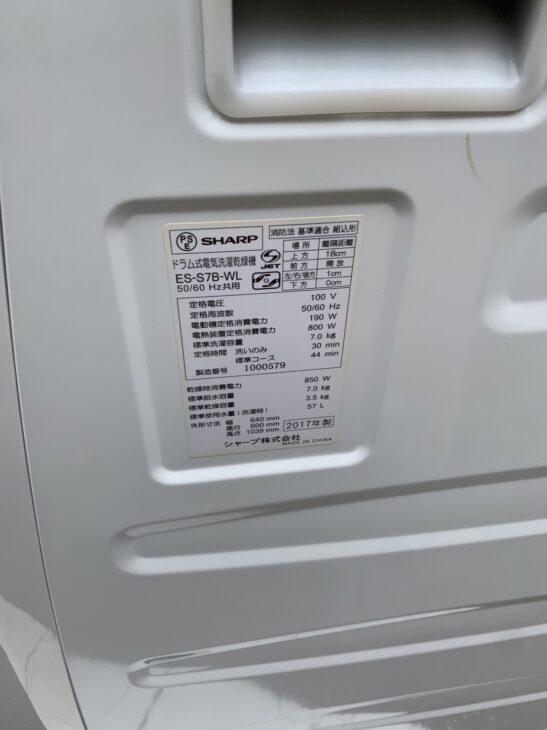 PS
E
SHARP
消防法 基準適合 組込形
ドラム式電気洗濯乾燥機
ES-S7B-WL
50/60 Hz共用
JET
場所 離隔距離
上方 18cm
前方 開放
左/右/後方 1cm
下方 0cm
定格電圧 100 V
定格周波数 50/60 Hz
電動機定格消費電力 190 W
電熱装置定格消費電力 800 W
標準洗濯容量 7.0 kg
定格時間 洗いのみ 30 min
標準コース 44 min
製造番号 1000579
乾燥時消費電力 850 W
標準脱水容量 7.0 kg
標準乾燥容量 3.5 kg
標準使用水量(洗濯時) 57 L
外形寸法 幅 640 mm
奥行 600 mm
高さ 1039 mm
2017年製
シャープ株式会社
MADE IN CHINA